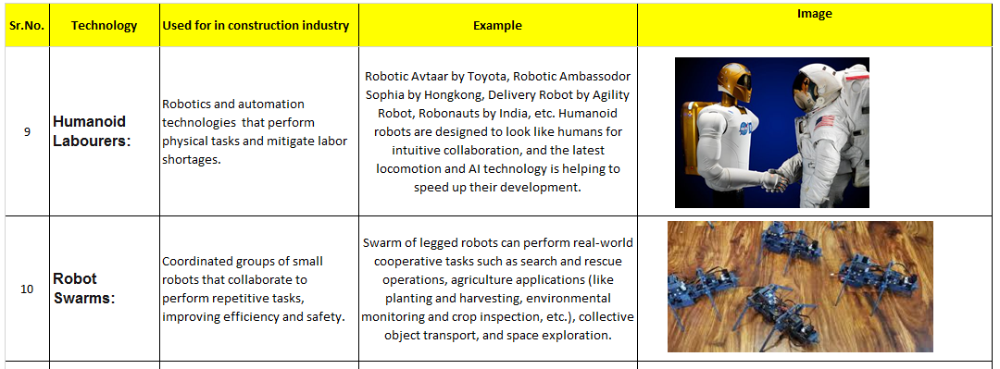 Sr.No.
Technology
Used for in construction industry
Example
Image
9
Humanoid
Labourers:
Robotics and automation
technologies that perform
physical tasks and mitigate labor
shortages.
Robotic Avtaar by Toyota, Robotic Ambassodor
Sophia by Hongkong, Delivery Robot by Agility
Robot, Robonauts by India, etc. Humanoid
robots are designed to look like humans for
intuitive collaboration, and the latest
locomotion and AI technology is helping to
speed up their development.
10
Robot
Swarms:
Coordinated groups of small
robots that collaborate to
perform repetitive tasks,
improving efficiency and safety.
Swarm of legged robots can perform real-world
cooperative tasks such as search and rescue
operations, agriculture applications (like
planting and harvesting, environmental
monitoring and crop inspection, etc.), collective
object transport, and space exploration.